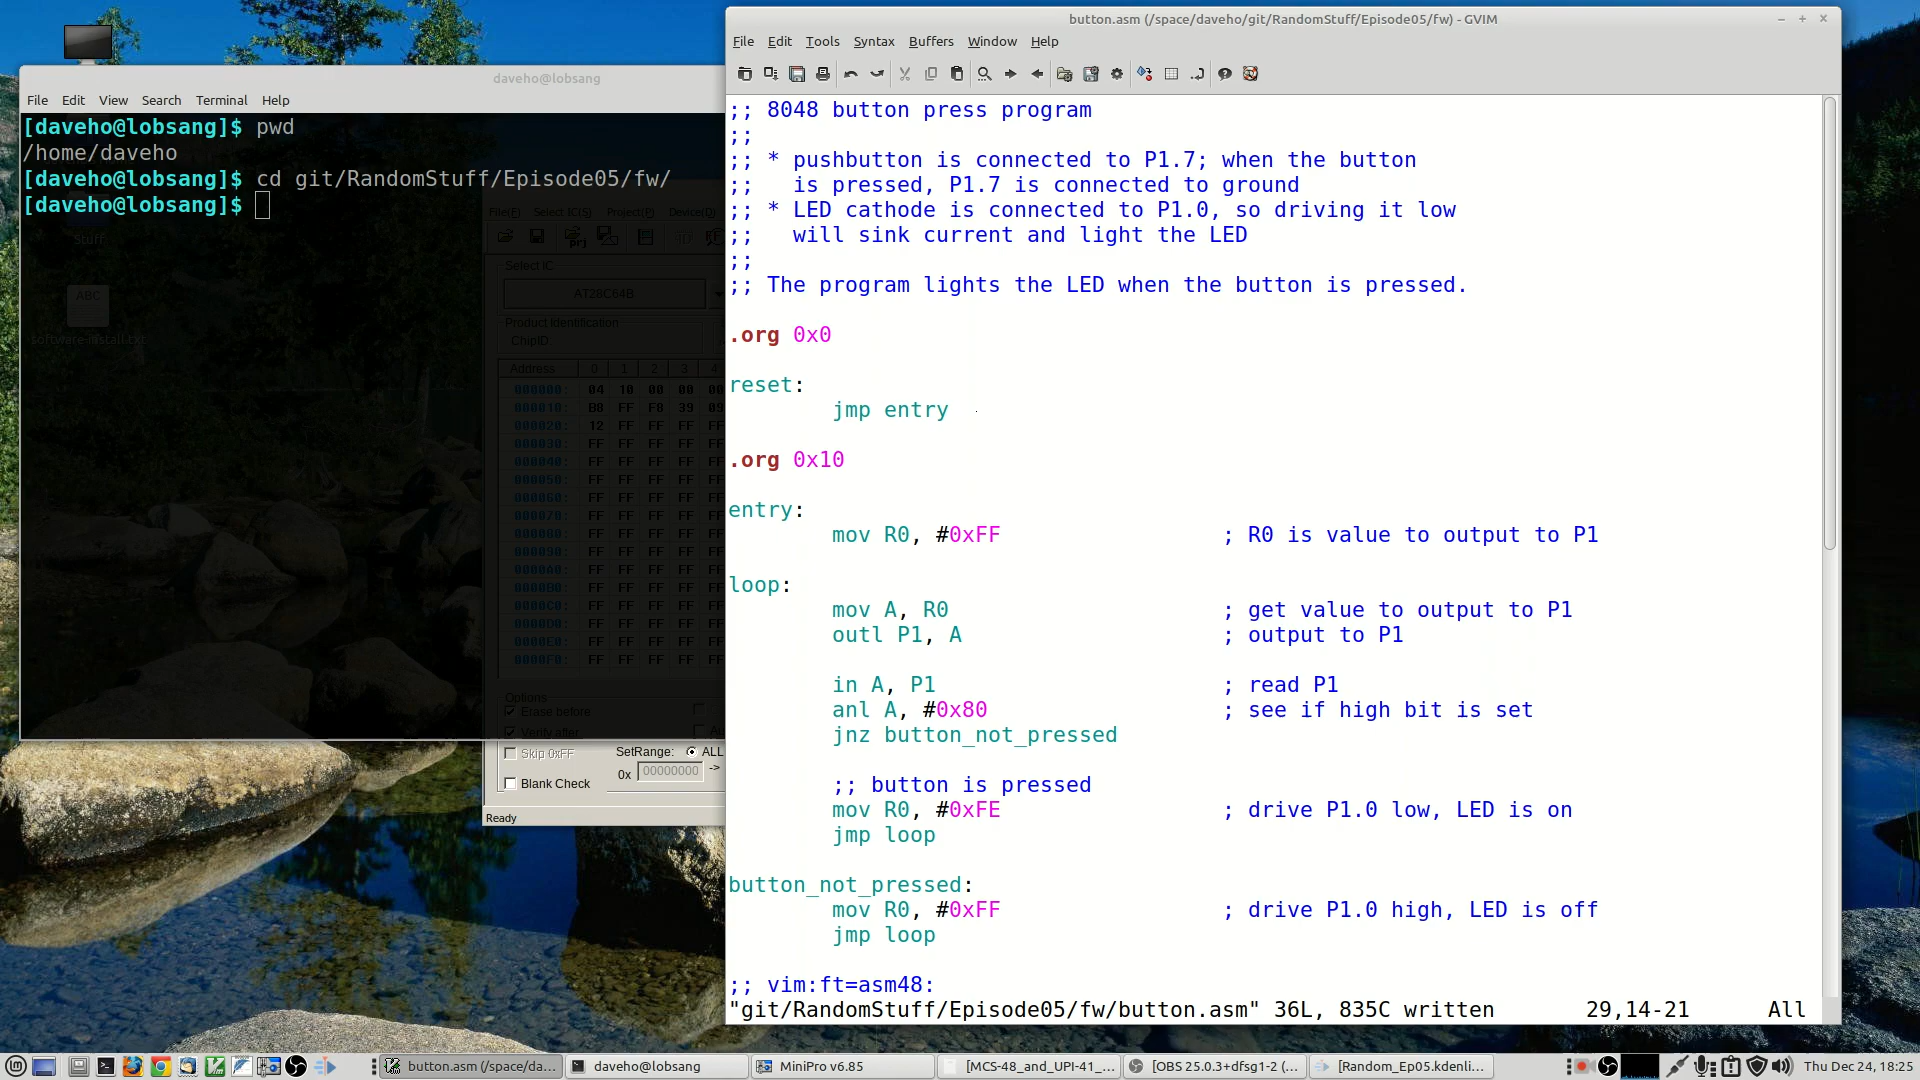 button.asm (/space/daveho/git/RandomStuff/Episode05/fw) - GVIM
File Edit Tools Syntax Buffers Window Help
;; 8048 button press program
;;
;; * pushbutton is connected to P1.7; when the button
;;   is pressed, P1.7 is connected to ground
;; * LED cathode is connected to P1.0, so driving it low
;;   will sink current and light the LED
;;
;; The program lights the LED when the button is pressed.
.org 0x0
reset:
jmp entry
.org 0x10
entry:
mov R0, #0xFF ; R0 is value to output to P1
loop:
mov A, R0 ; get value to output to P1
outl P1, A ; output to P1
in A, P1 ; read P1
anl A, #0x80 ; see if high bit is set
jnz button_not_pressed
;; button is pressed
mov R0, #0xFE ; drive P1.0 low, LED is on
jmp loop
button_not_pressed:
mov R0, #0xFF ; drive P1.0 high, LED is off
jmp loop
;; vim:ft=asm48:
"git/RandomStuff/Episode05/fw/button.asm" 36L, 835C written 29,14-21 All
daveho@lobsang
File Edit View Search Terminal Help
[daveho@lobsang]$ pwd
/home/daveho
[daveho@lobsang]$ cd git/RandomStuff/Episode05/fw/
[daveho@lobsang]$
Stuff
ABC
software-install.txt
File(F) Select IC(S) Project(P) Device(D)
Select IC:
AT28C64B
Product Identification
ChipID:
Address 0 1 2 3 4
000000: 04 10 00 00 00
000010: B8 FF F8 39 09
000020: 12 FF FF FF FF
000030: FF FF FF FF FF
000040: FF FF FF FF FF
000050: FF FF FF FF FF
000060: FF FF FF FF FF
000070: FF FF FF FF FF
000080: FF FF FF FF FF
000090: FF FF FF FF FF
0000A0: FF FF FF FF FF
0000B0: FF FF FF FF FF
0000C0: FF FF FF FF FF
0000D0: FF FF FF FF FF
0000E0: FF FF FF FF FF
0000F0: FF FF FF FF FF
Options
Erase before
Verify after
Skip 0xFF SetRange: ALL
0x 00000000 ->
Blank Check
Ready
button.asm (/space/da... daveho@lobsang MiniPro v6.85 [MCS-48_and_UPI-41_... [OBS 25.0.3+dfsg1-2 (... [Random_Ep05.kdenli... Thu Dec 24, 18:25